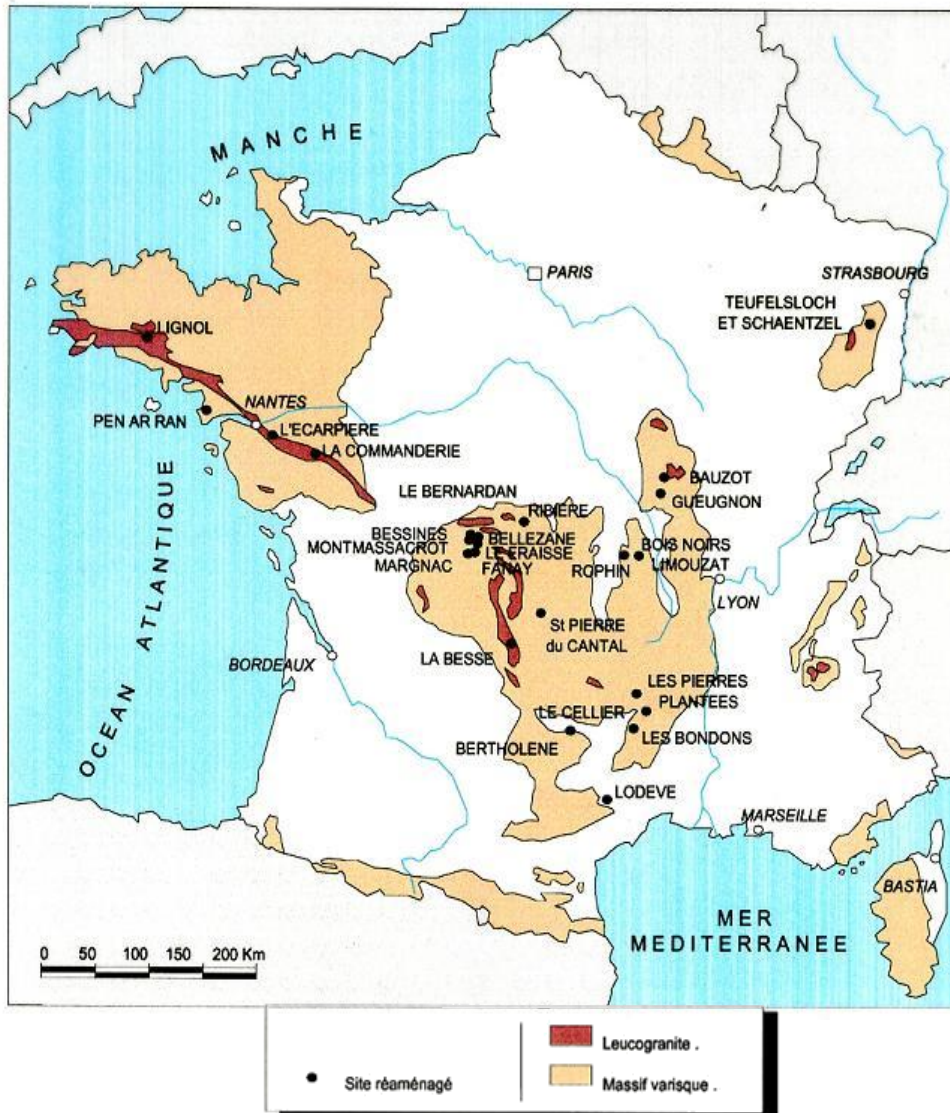 MANCHE
PARIS
STRASBOURG
TEUFELSLOCH
ET SCHAENTZEL
LIGNOL
NANTES
PEN AR RAN
L'ECARPIERE
LA COMMANDERIE
BAUZOT
GUEUGNON
LE BERNARDAN
RIBIERE
BESSINES
BELLEZANE
MONTMASSACROT
LE FRAISSE
MARGNAC
FANAY
BOIS NOIRS
LIMOUZAT
ROPHIN
LYON
OCEAN ATLANTIQUE
St PIERRE
du CANTAL
BORDEAUX
LA BESSE
LES PIERRES
PLANTEES
LE CELLIER
BERTHOLENE
LES BONDONS
LODEVE
MARSEILLE
BASTIA
MER
MEDITERRANEE
0 50 100 150 200 Km
Site réaménagé
Leucogranite .
Massif varisque .